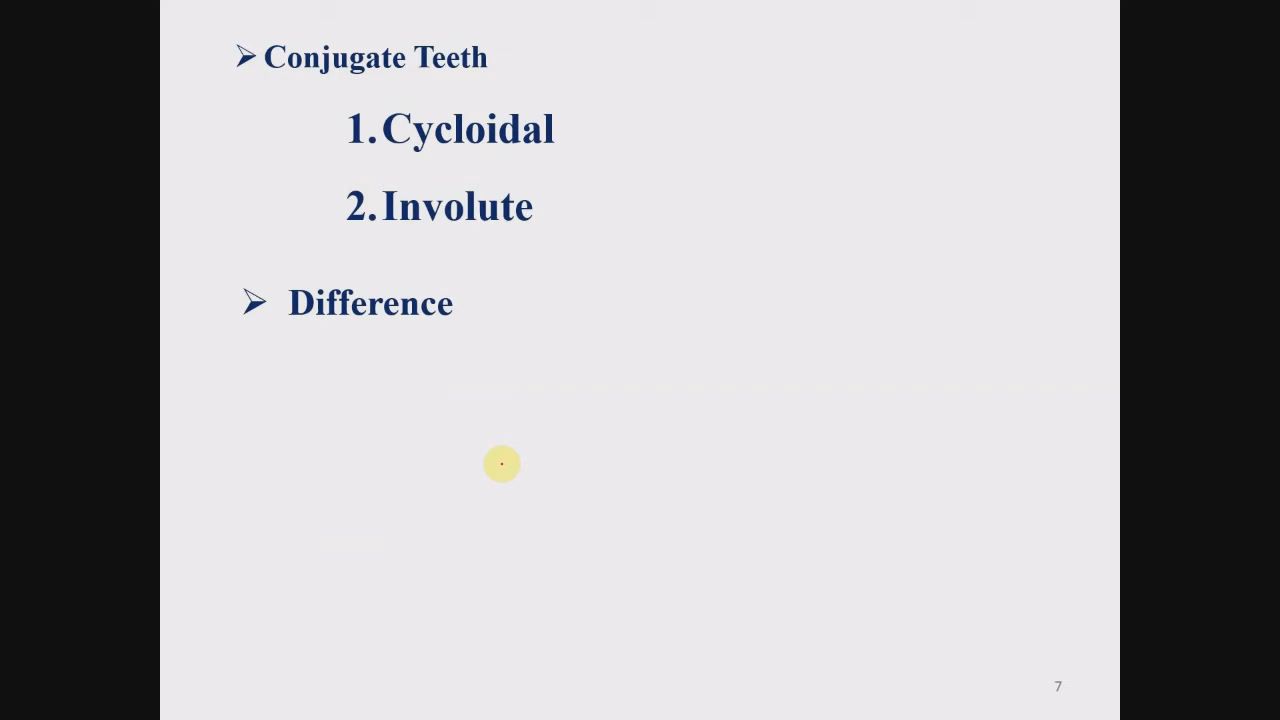 ➢ Conjugate Teeth
1. Cycloidal
2. Involute
➢ Difference
7